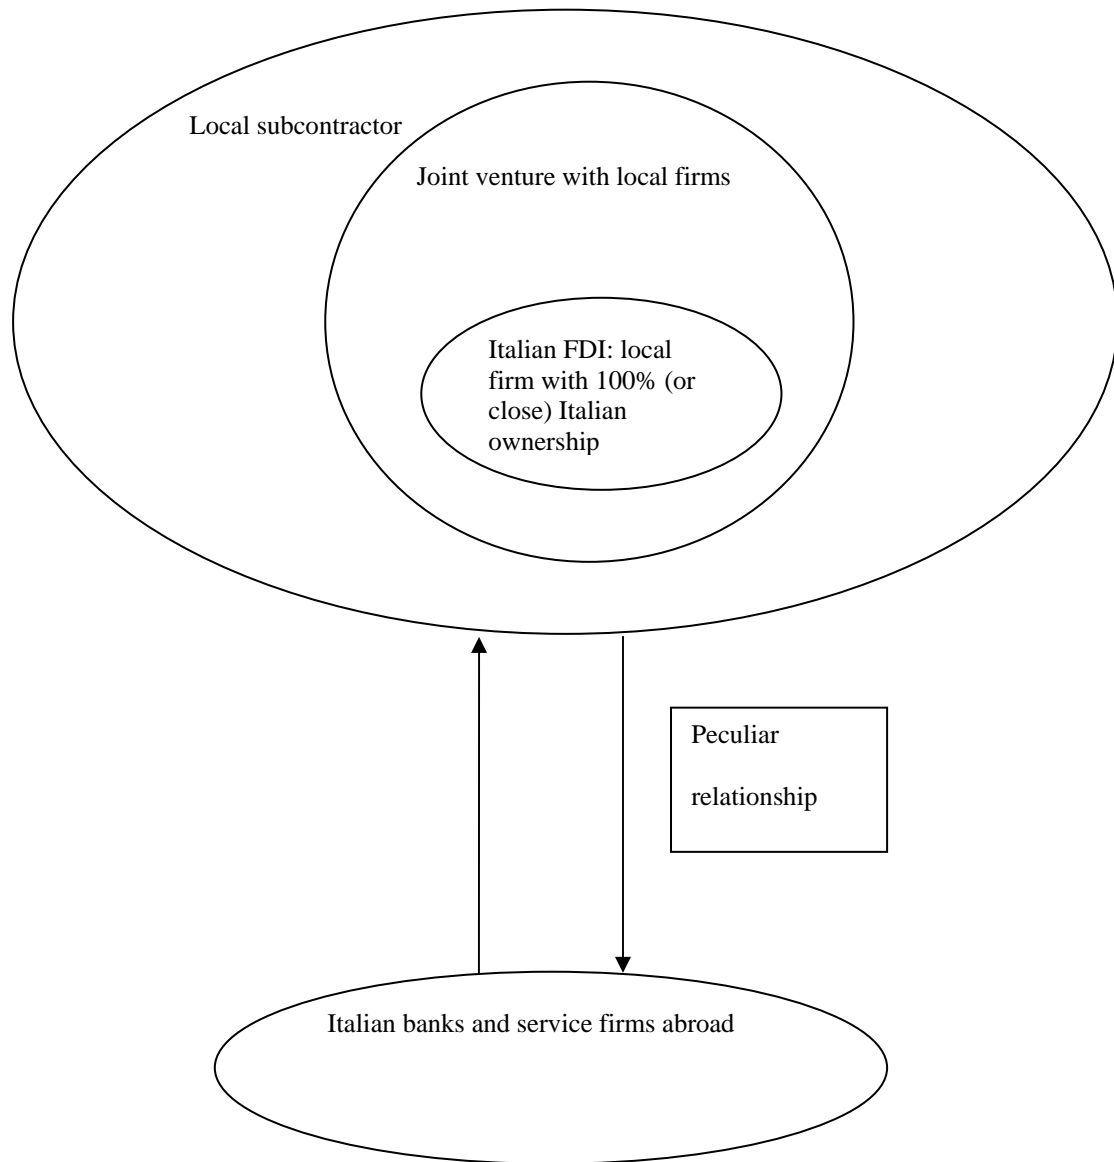 Local subcontractor
Joint venture with local firms
Italian FDI: local
firm with 100% (or
close) Italian
ownership
Peculiar
relationship
Italian banks and service firms abroad